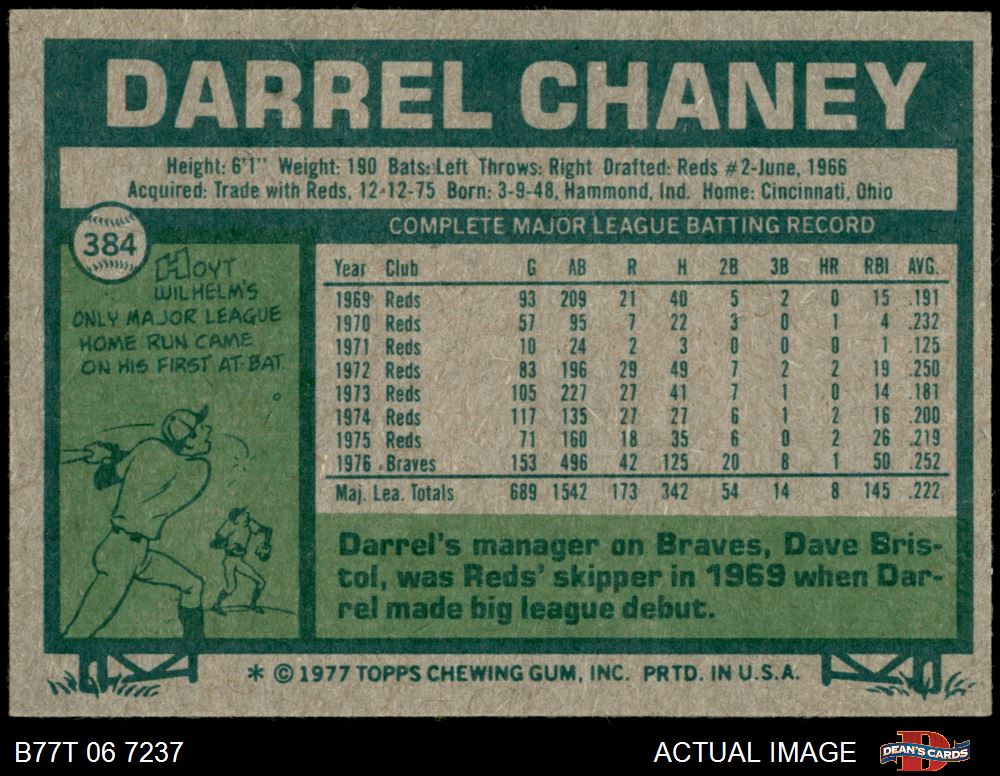 DARREL CHANEY
Height: 6'1" Weight: 190 Bats: Left Throws: Right Drafted: Reds #2-June, 1966
Acquired: Trade with Reds, 12-12-75 Born: 3-9-48, Hammond, Ind. Home: Cincinnati, Ohio
384
HOYT
WILHELM'S
ONLY MAJOR LEAGUE
HOME RUN CAME
ON HIS FIRST AT-BAT
COMPLETE MAJOR LEAGUE BATTING RECORD
Year Club G AB R H 2B 3B HR RBI AVG.
1969 Reds 93 209 21 40 5 2 0 15 .191
1970 Reds 57 95 7 22 3 0 1 4 .232
1971 Reds 10 24 2 3 0 0 0 1 .125
1972 Reds 83 196 29 49 7 2 2 19 .250
1973 Reds 105 227 27 41 7 1 0 14 .181
1974 Reds 117 135 27 27 6 1 2 16 .200
1975 Reds 71 160 18 35 6 0 2 26 .219
1976 Braves 153 496 42 125 20 8 1 50 .252
Maj. Lea. Totals 689 1542 173 342 54 14 8 145 .222
Darrel's manager on Braves, Dave Bris-
tol, was Reds' skipper in 1969 when Dar-
rel made big league debut.
* © 1977 TOPPS CHEWING GUM, INC. PRTD. IN U.S.A.
B77T 06 7237
ACTUAL IMAGE
DEAN'S CARDS